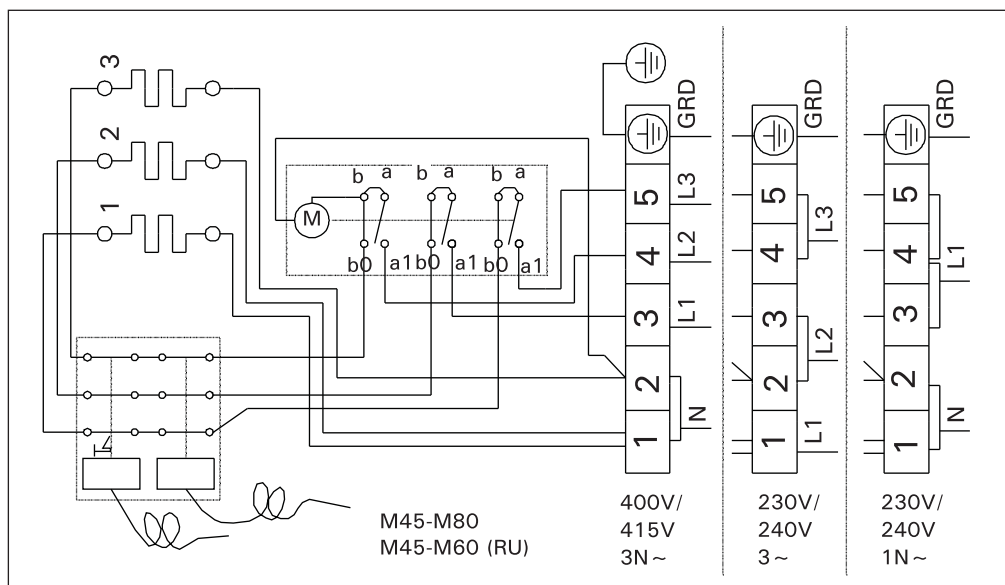 3
2
1
b a b a b a
M
b0 a1 b0 a1 b0 a1
GRD
5 L3
4 L2
3 L1
2
1
N
GRD
5
4
L3
3
2
L2
1 L1
GRD
5
4
3
L1
2
1
N
400V/
415V
3N~
230V/
240V
3~
230V/
240V
1N~
M45-M80
M45-M60 (RU)